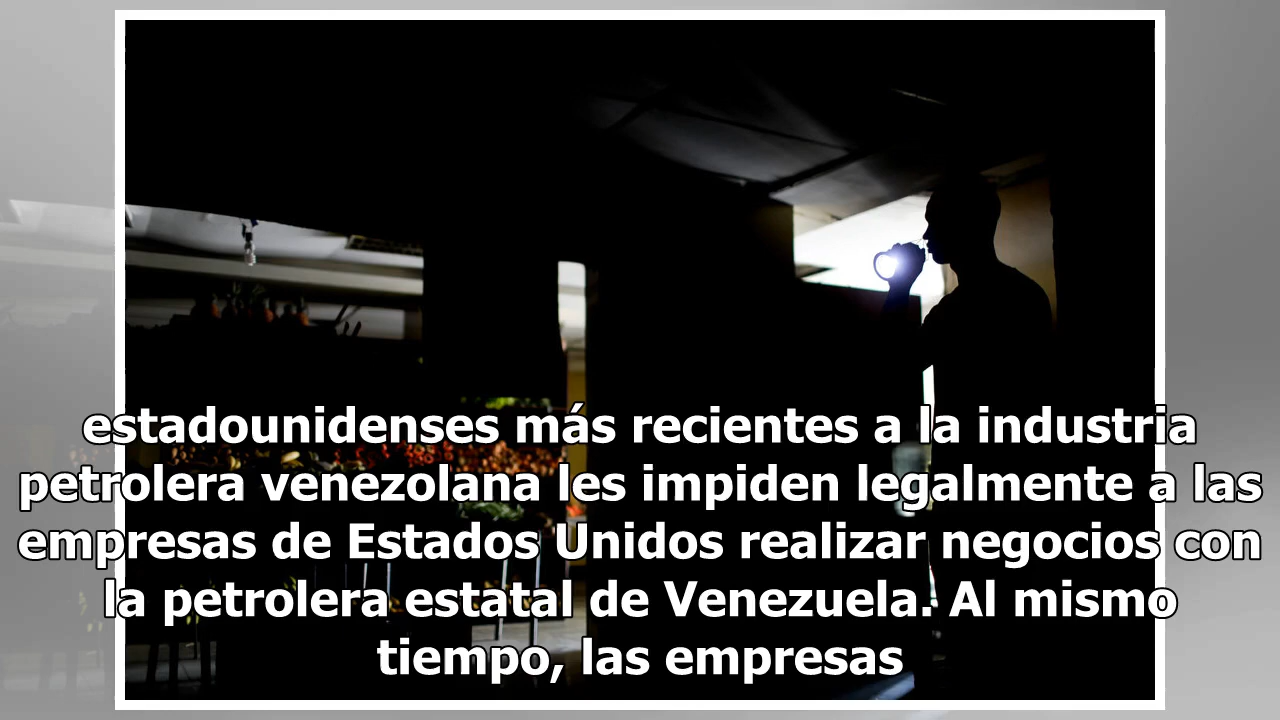 estadounidenses más recientes a la industria
petrolera venezolana les impiden legalmente a las
empresas de Estados Unidos realizar negocios con
la petrolera estatal de Venezuela. Al mismo
tiempo, las empresas